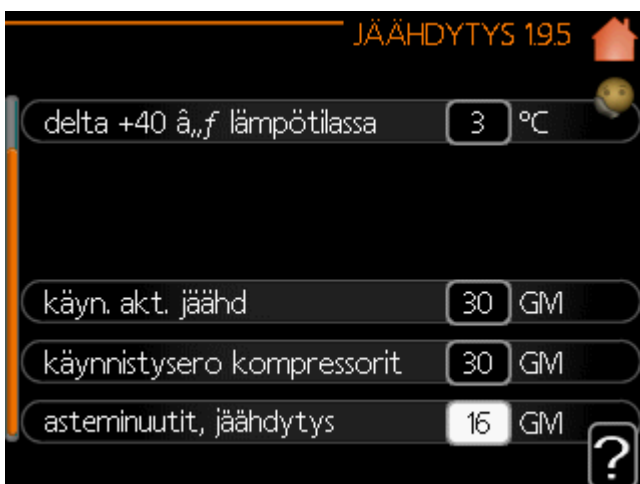 JÄÄHDYTYS 1.9.5
delta +40 â„ƒ lämpötilassa 3 °C
käyn. akt. jäähd 30 GM
käynnistysero kompressorit 30 GM
asteminuutit, jäähdytys 16 GM
?